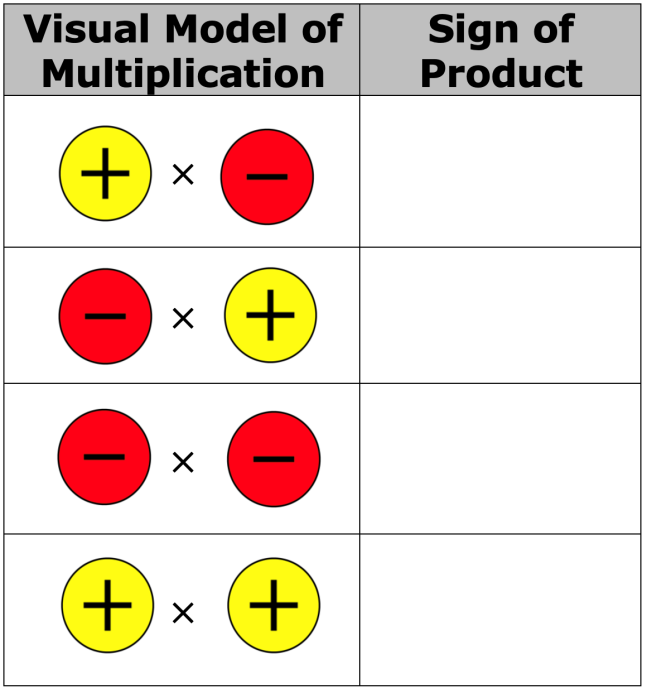 Visual Model of
Multiplication
Sign of
Product
+ × −
− × +
− × −
+ × +